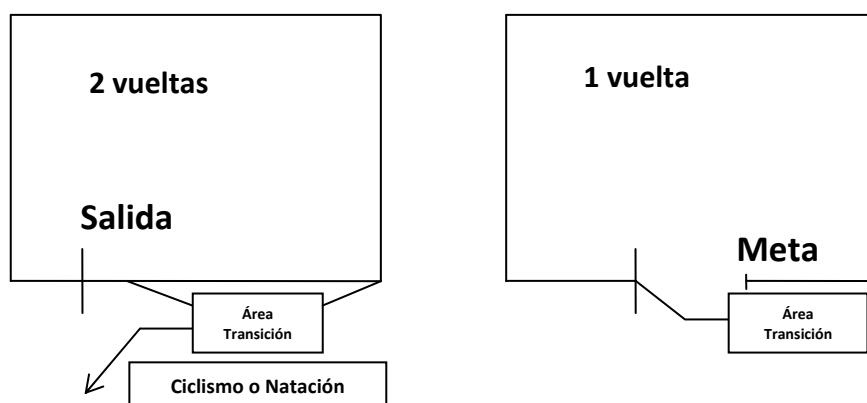 2 vueltas
Salida
Área
Transición
Ciclismo o Natación
1 vuelta
Meta
Área
Transición